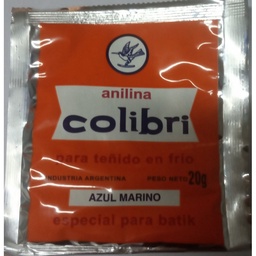 anilina
colibri
para teñido en frio
INDUSTRIA ARGENTINA PESO NETO 20g
AZUL MARINO
especial para batik